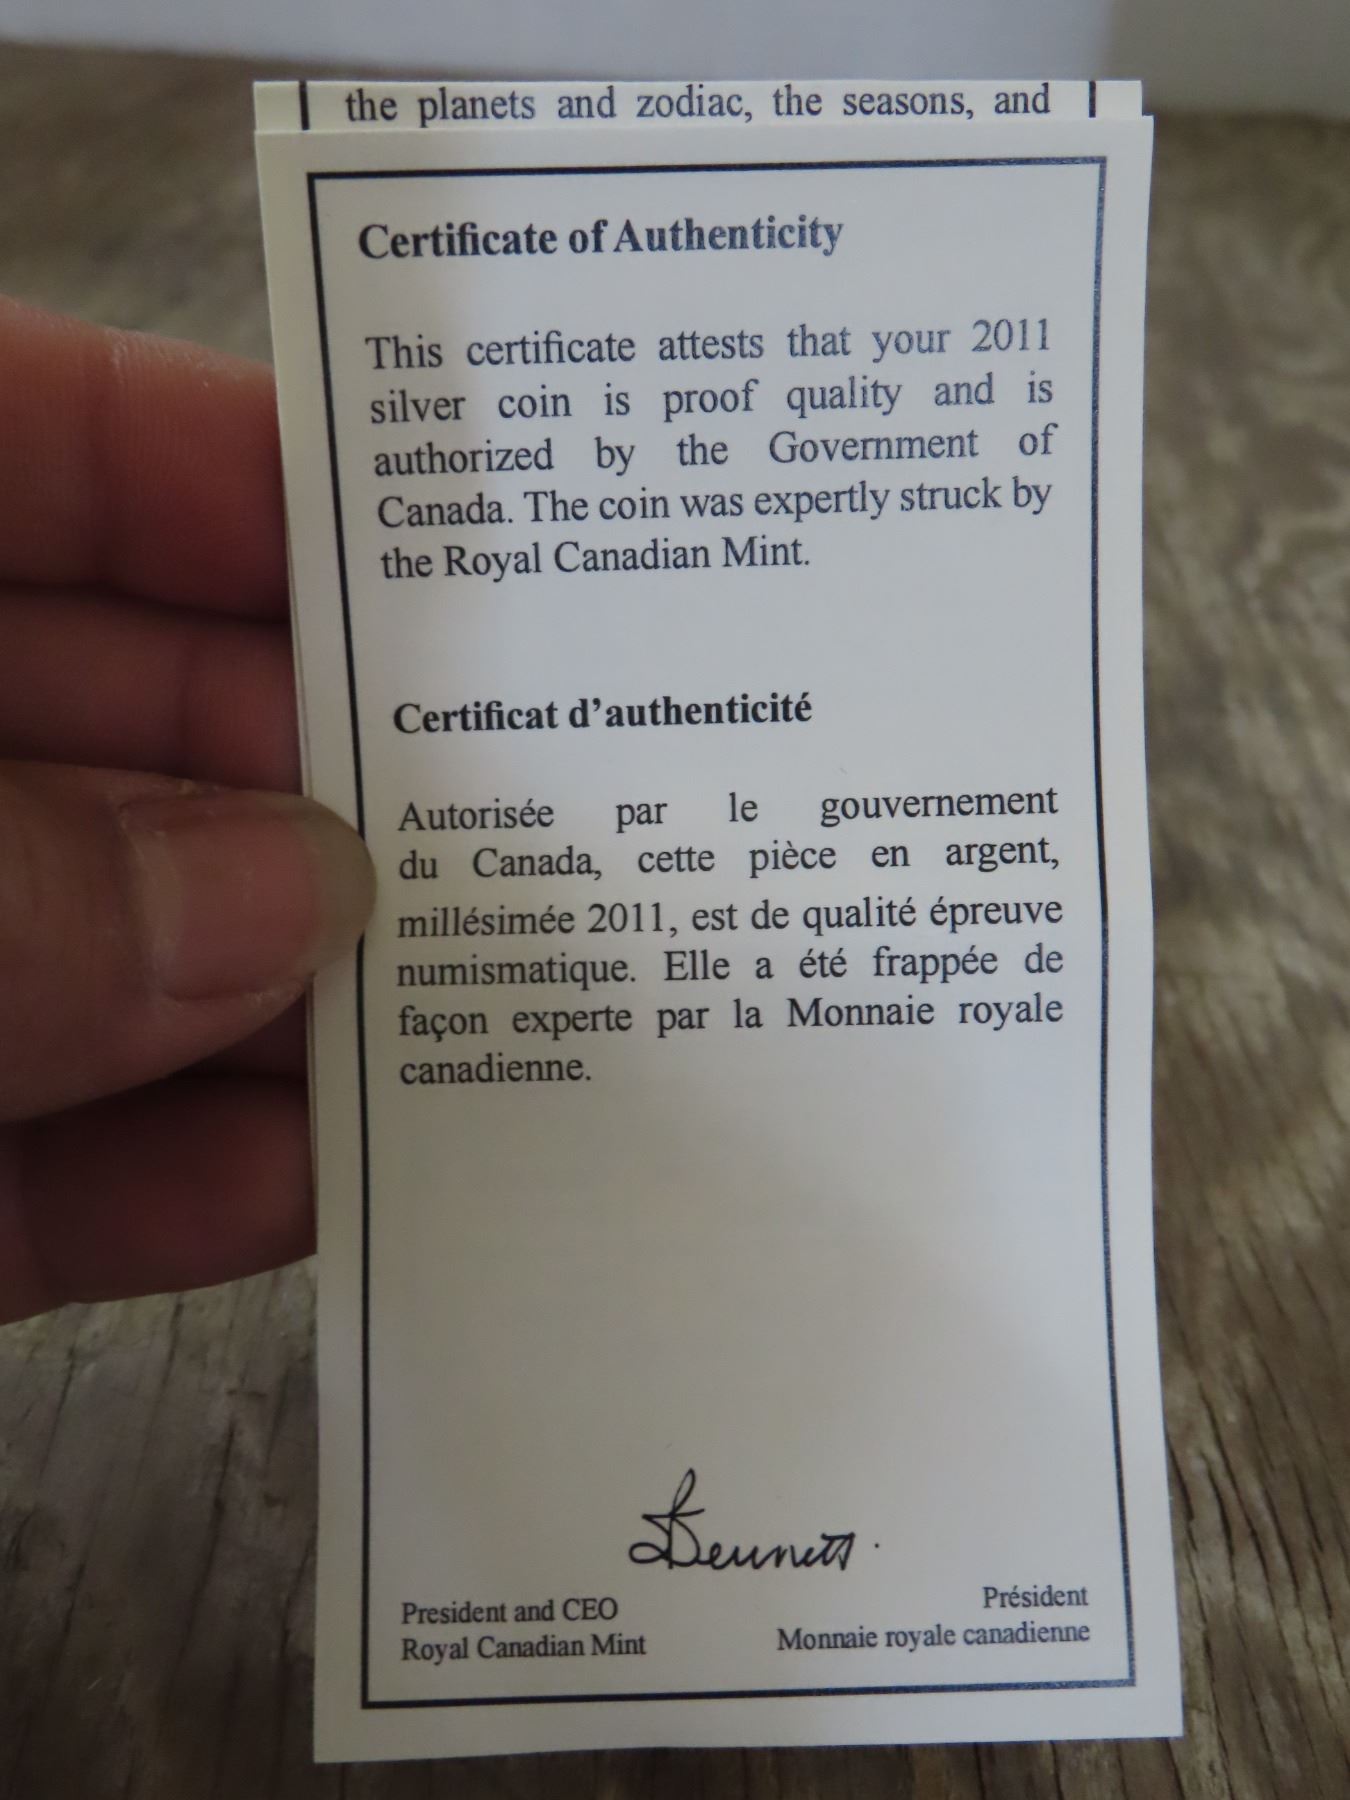 the planets and zodiac, the seasons, and
Certificate of Authenticity
This certificate attests that your 2011
silver coin is proof quality and is
authorized by the Government of
Canada. The coin was expertly struck by
the Royal Canadian Mint.
Certificat d’authenticité
Autorisée par le gouvernement
du Canada, cette pièce en argent,
millésimée 2011, est de qualité épreuve
numismatique. Elle a été frappée de
façon experte par la Monnaie royale
canadienne.
Bennett
President and CEO
Royal Canadian Mint
Président
Monnaie royale canadienne